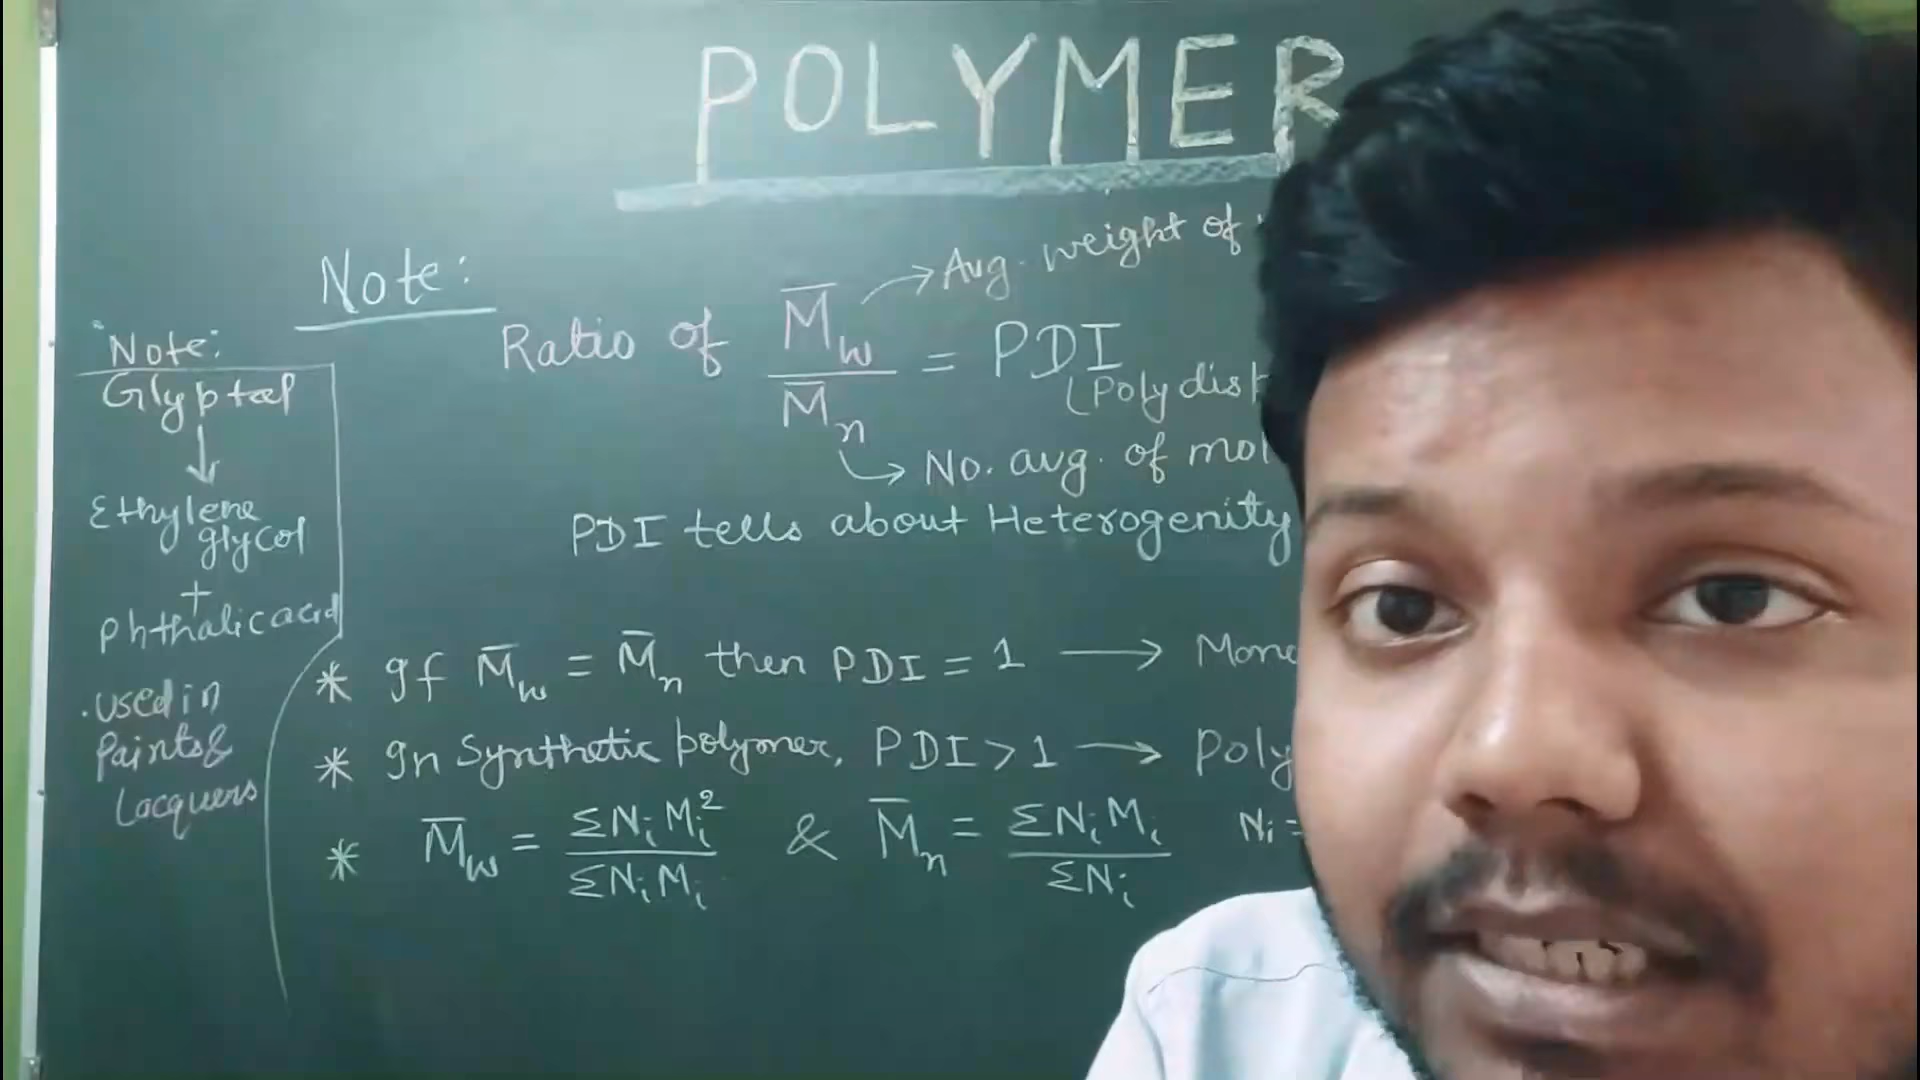 POLYMER
Note:
Avg. weight of
Ratio of M̅w / M̅n = PDI
(Polydisp
No. avg. of mol
PDI tells about Heterogenity
* If M̅w = M̅n then PDI = 1 → Mono
* In Synthetic polymer, PDI > 1 → Poly
* M̅w = ΣNiMi² / ΣNiMi & M̅n = ΣNiMi / ΣNi Ni =
Note:
Glyptal
↓
Ethylene
glycol
+
Phthalic acid
. used in
Paints &
Lacquers